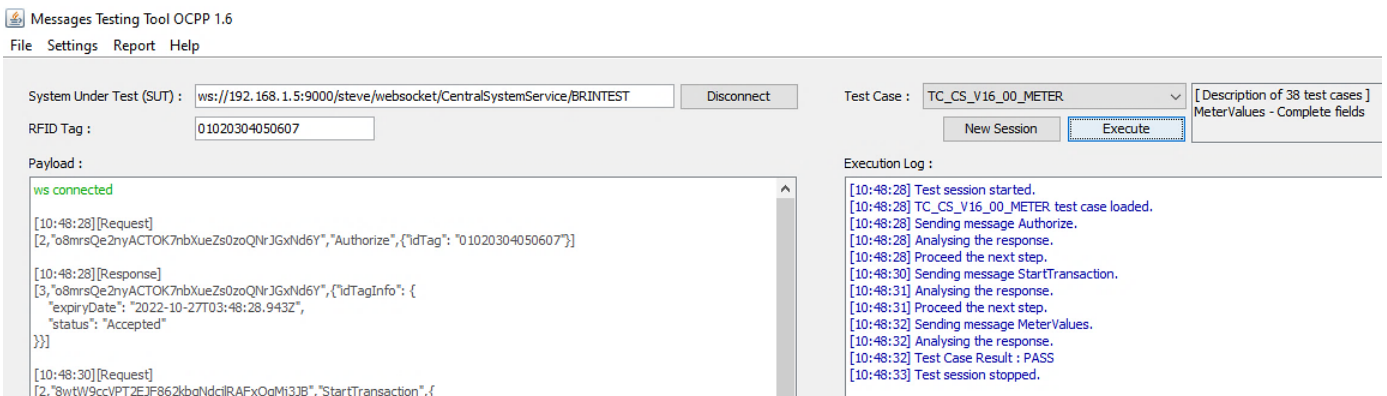 Messages Testing Tool OCPP 1.6
File Settings Report Help
System Under Test (SUT) : ws://192.168.1.5:9000/steve/websocket/CentralSystemService/BRINTEST Disconnect
RFID Tag : 01020304050607
Test Case : TC_CS_V16_00_METER
New Session Execute
[ Description of 38 test cases ]
MeterValues - Complete fields
Payload :
ws connected
[10:48:28][Request]
[2,"o8mrsQe2nyACTOK7nbXueZs0zoQNrJGxNd6Y","Authorize",{"idTag": "01020304050607"}]
[10:48:28][Response]
[3,"o8mrsQe2nyACTOK7nbXueZs0zoQNrJGxNd6Y",{"idTagInfo": {
"expiryDate": "2022-10-27T03:48:28.943Z",
"status": "Accepted"
}}]
[10:48:30][Request]
[2,"8wtW9ccVPT2EJF862kbgNdcilRAFxOgMi3JB","StartTransaction",{
Execution Log :
[10:48:28] Test session started.
[10:48:28] TC_CS_V16_00_METER test case loaded.
[10:48:28] Sending message Authorize.
[10:48:28] Analysing the response.
[10:48:28] Proceed the next step.
[10:48:30] Sending message StartTransaction.
[10:48:31] Analysing the response.
[10:48:31] Proceed the next step.
[10:48:32] Sending message MeterValues.
[10:48:32] Analysing the response.
[10:48:32] Test Case Result : PASS
[10:48:33] Test session stopped.